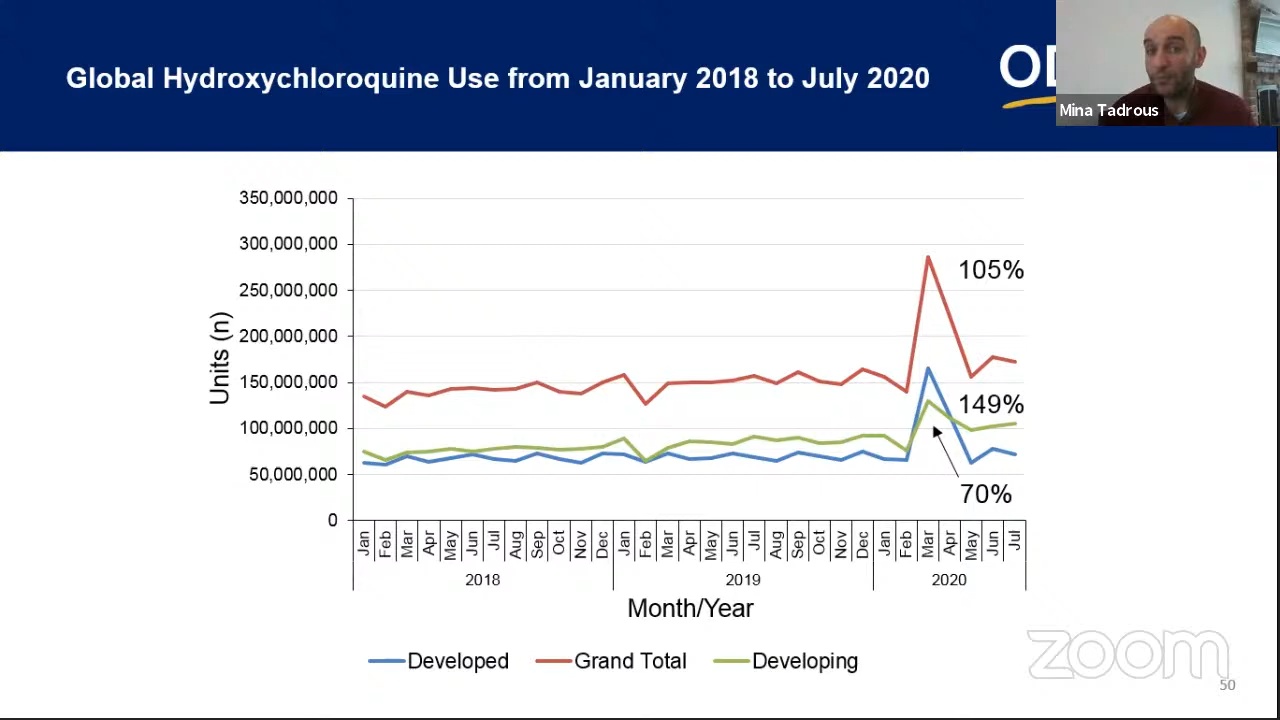 Global Hydroxychloroquine Use from January 2018 to July 2020
Mina Tadrous
350,000,000
300,000,000
250,000,000
200,000,000
150,000,000
100,000,000
50,000,000
0
Units (n)
105%
149%
70%
Jan Feb Mar Apr May Jun Jul Aug Sep Oct Nov Dec Jan Feb Mar Apr May Jun Jul Aug Sep Oct Nov Dec Jan Feb Mar Apr May Jun Jul
2018 2019 2020
Month/Year
Developed Grand Total Developing
zoom
50